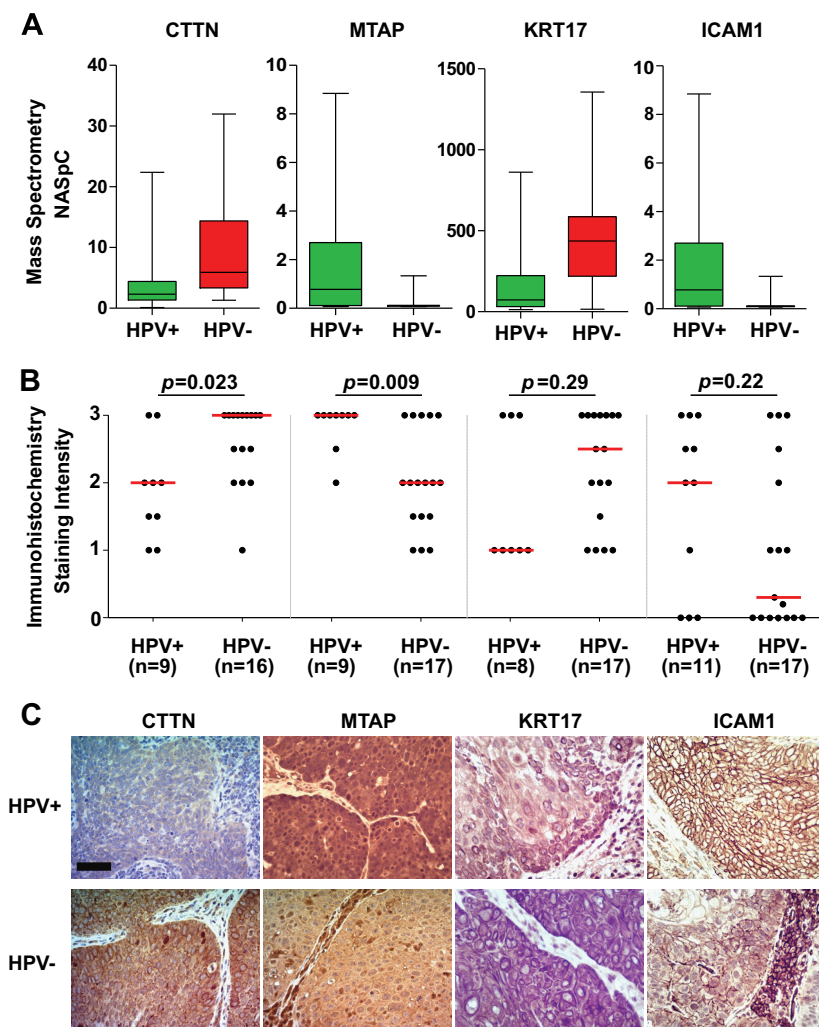 A
CTTN MTAP KRT17 ICAM1
Mass Spectrometry
NASpC
40 10 1500 10
30 8 8
20 6 1000 6
10 4 500 4
0 2 0 2
0 0
HPV+ HPV- HPV+ HPV- HPV+ HPV- HPV+ HPV-
B
p=0.023 p=0.009 p=0.29 p=0.22
Immunohistochemistry
Staining Intensity
3
2
1
0
HPV+ HPV- HPV+ HPV- HPV+ HPV- HPV+ HPV-
(n=9) (n=16) (n=9) (n=17) (n=8) (n=17) (n=11) (n=17)
C
CTTN MTAP KRT17 ICAM1
HPV+
HPV-